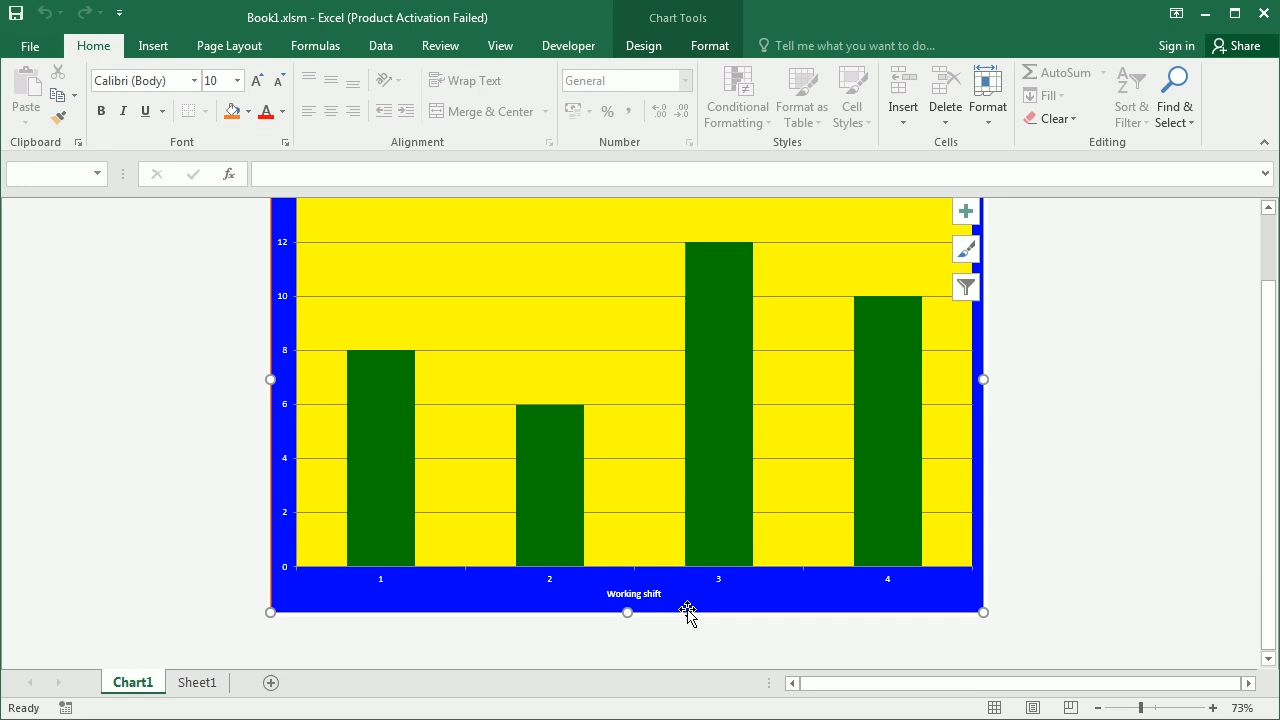 Book1.xlsm - Excel (Product Activation Failed)
Chart Tools
File
Home
Insert
Page Layout
Formulas
Data
Review
View
Developer
Design
Format
Tell me what you want to do...
Sign in
Share
Paste
Clipboard
Calibri (Body)
10
A
A
B
I
U
A
Font
Wrap Text
Merge & Center
Alignment
General
%
Number
Conditional
Formatting
Format as
Table
Cell
Styles
Styles
Insert
Delete
Format
Cells
AutoSum
Fill
Clear
Sort &
Filter
Find &
Select
Editing
fx
12
10
8
6
4
2
0
1
2
3
4
Working shift
Chart1
Sheet1
Ready
73%